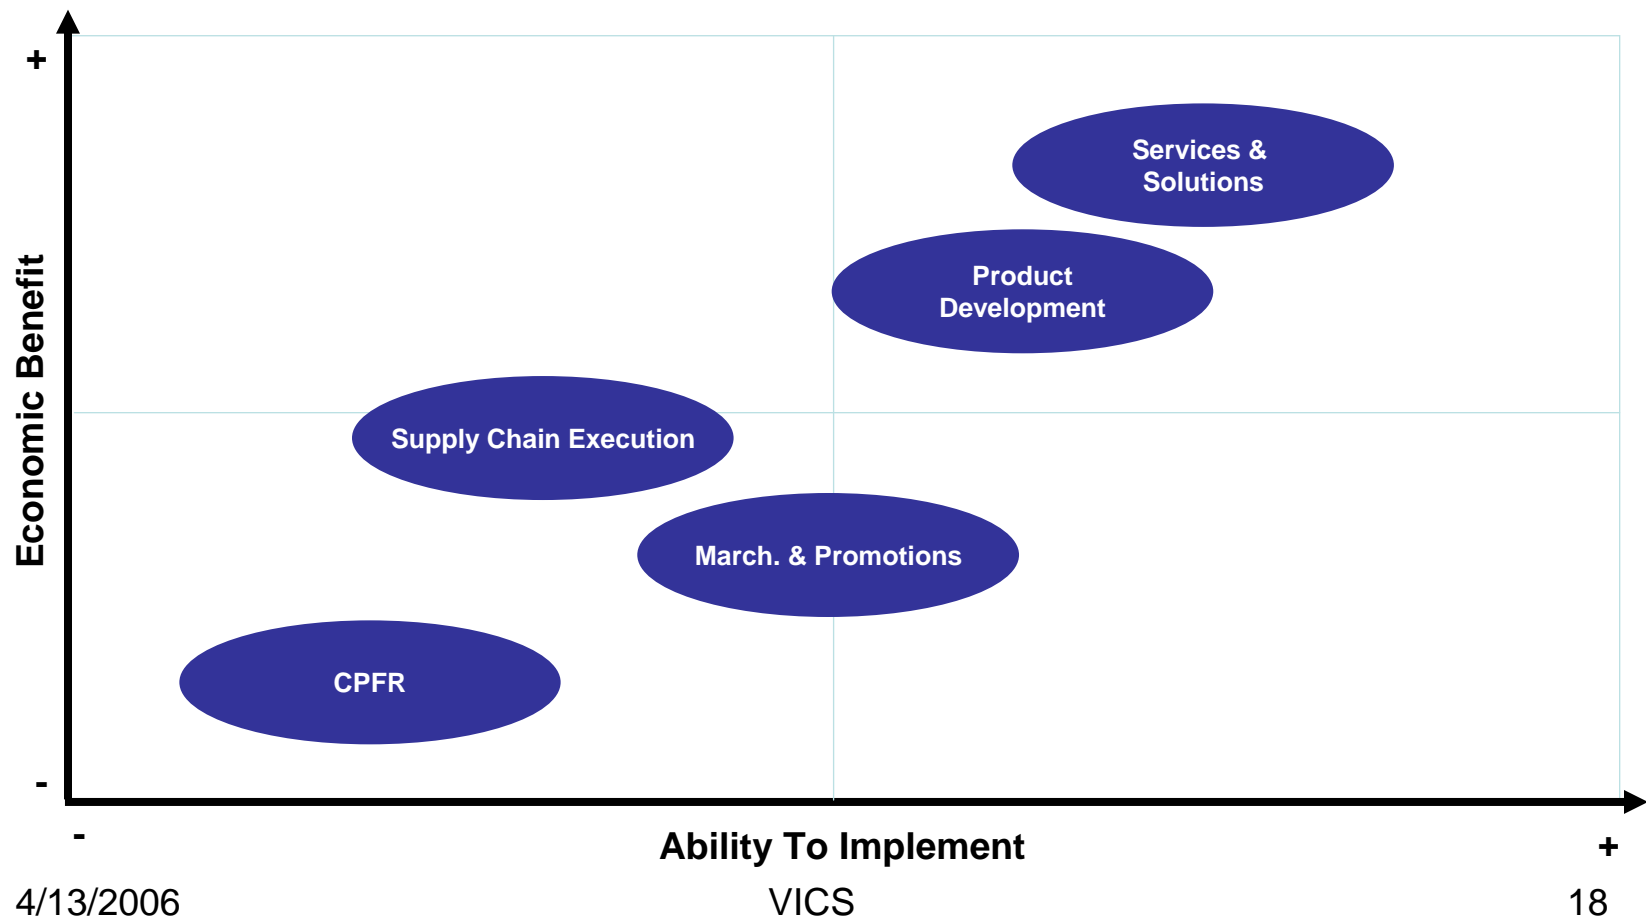 +
Services &
Solutions
Product
Development
Economic Benefit
Supply Chain Execution
March. & Promotions
CPFR
-
-
Ability To Implement
+
4/13/2006
VICS
18